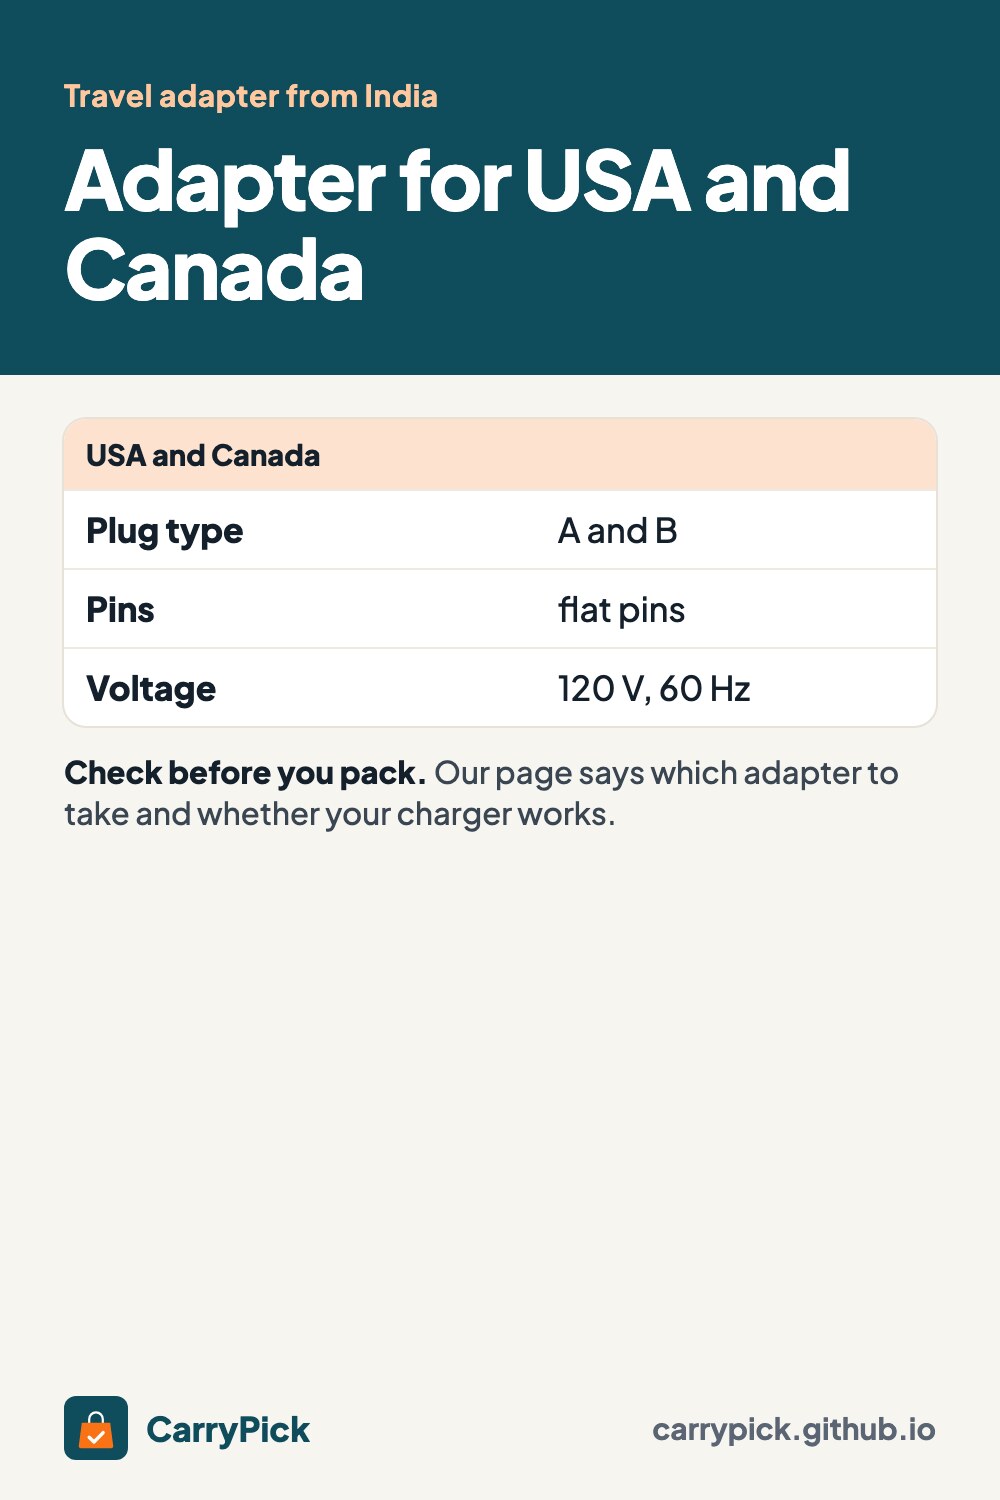 Travel adapter from India
Adapter for USA and
Canada
USA and Canada
Plug type A and B
Pins flat pins
Voltage 120 V, 60 Hz
Check before you pack. Our page says which adapter to
take and whether your charger works.
CarryPick carrypick.github.io